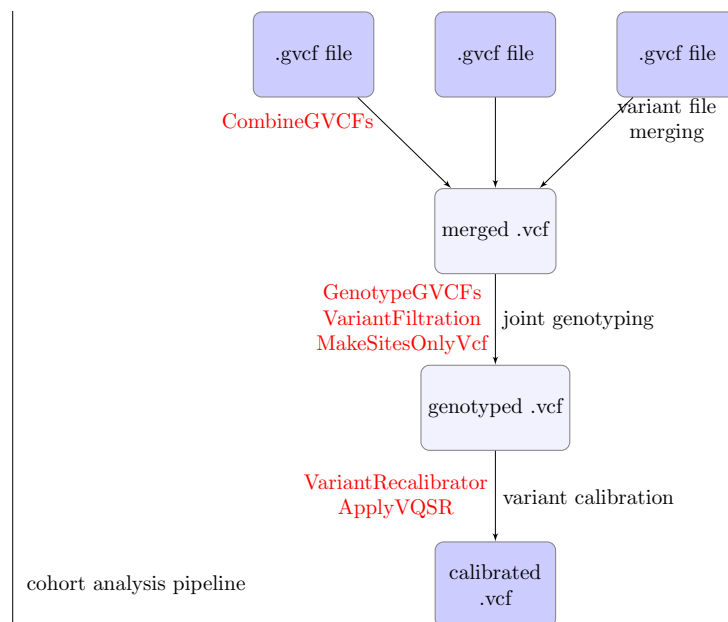 .gvcf file
.gvcf file
.gvcf file
CombineGVCFs
variant file
merging
merged .vcf
GenotypeGVCFs
VariantFiltration
MakeSitesOnlyVcf
joint genotyping
genotyped .vcf
VariantRecalibrator
ApplyVQSR
variant calibration
calibrated
.vcf
cohort analysis pipeline